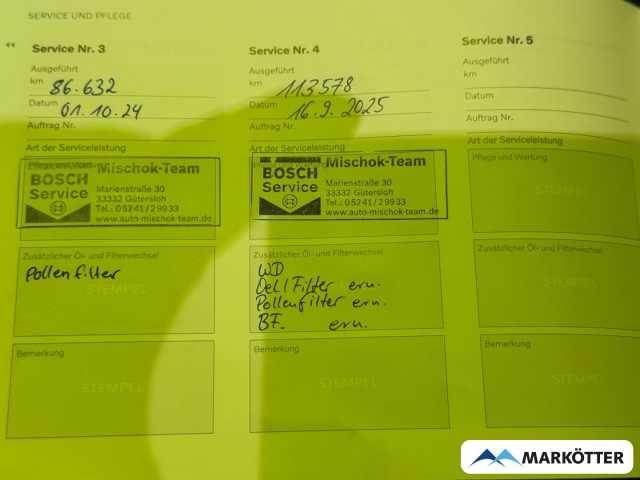 SERVICE UND PFLEGE
Service Nr. 3
Ausgeführt
km 86.632
Datum 01.10.24
Auftrag Nr.
Art der Serviceleistung
Pflege und Wartung
BOSCH
Service
Mischok-Team
Marienstraße 30
33332 Gütersloh
Tel.: 05241/29933
www.auto-mischok-team.de
Zusätzlicher Öl- und Filterwechsel
Pollenfilter
STEMPEL
Bemerkung
STEMPEL
Service Nr. 4
Ausgeführt
km 113578
Datum 16.9.2025
Auftrag Nr.
Art der Serviceleistung
BOSCH
Service
Mischok-Team
Marienstraße 30
33332 Gütersloh
Tel.: 05241/29933
www.auto-mischok-team.de
Zusätzlicher Öl- und Filterwechsel
WD
Filter ern.
Pollenfilter ern.
BF. ern.
Bemerkung
STEMPEL
Service Nr. 5
Ausgeführt
km
Datum
Auftrag Nr.
Art der Serviceleistung
Pflege und Wartung
STEMPEL
Zusätzlicher Öl- und Filterwechsel
STEMPEL
Bemerkung
STEMPEL
MARKÖTTER